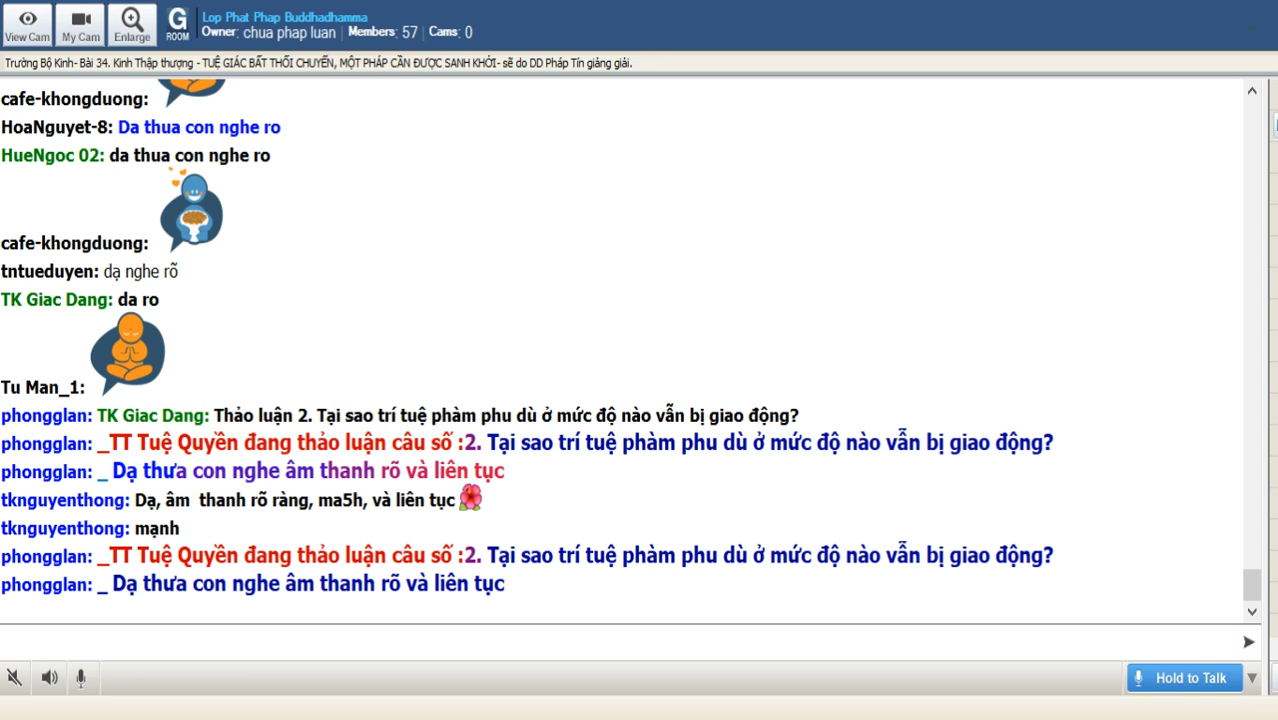 View Cam
My Cam
Enlarge
G
ROOM
Lop Phat Phap Buddhadhamma
Owner: chua phap luan | Members: 57 | Cams: 0
Trường Bộ Kinh- Bài 34. Kinh Thập thượng - TUỆ GIÁC BẤT THỐI CHUYỂN, MỘT PHÁP CẦN ĐƯỢC SANH KHỞI- sẽ do DD Pháp Tín giảng giải.
cafe-khongduong:
HoaNguyet-8: Da thua con nghe ro
HueNgoc 02: da thua con nghe ro
cafe-khongduong:
tntueduyen: dạ nghe rõ
TK Giac Dang: da ro
Tu Man_1:
phongglan: TK Giac Dang: Thảo luận 2. Tại sao trí tuệ phàm phu dù ở mức độ nào vẫn bị giao động?
phongglan: _TT Tuệ Quyền đang thảo luận câu số :2. Tại sao trí tuệ phàm phu dù ở mức độ nào vẫn bị giao động?
phongglan: _ Dạ thưa con nghe âm thanh rõ và liên tục
tknguyenthong: Dạ, âm thanh rõ ràng, ma5h, và liên tục
tknguyenthong: mạnh
phongglan: _TT Tuệ Quyền đang thảo luận câu số :2. Tại sao trí tuệ phàm phu dù ở mức độ nào vẫn bị giao động?
phongglan: _ Dạ thưa con nghe âm thanh rõ và liên tục
Hold to Talk